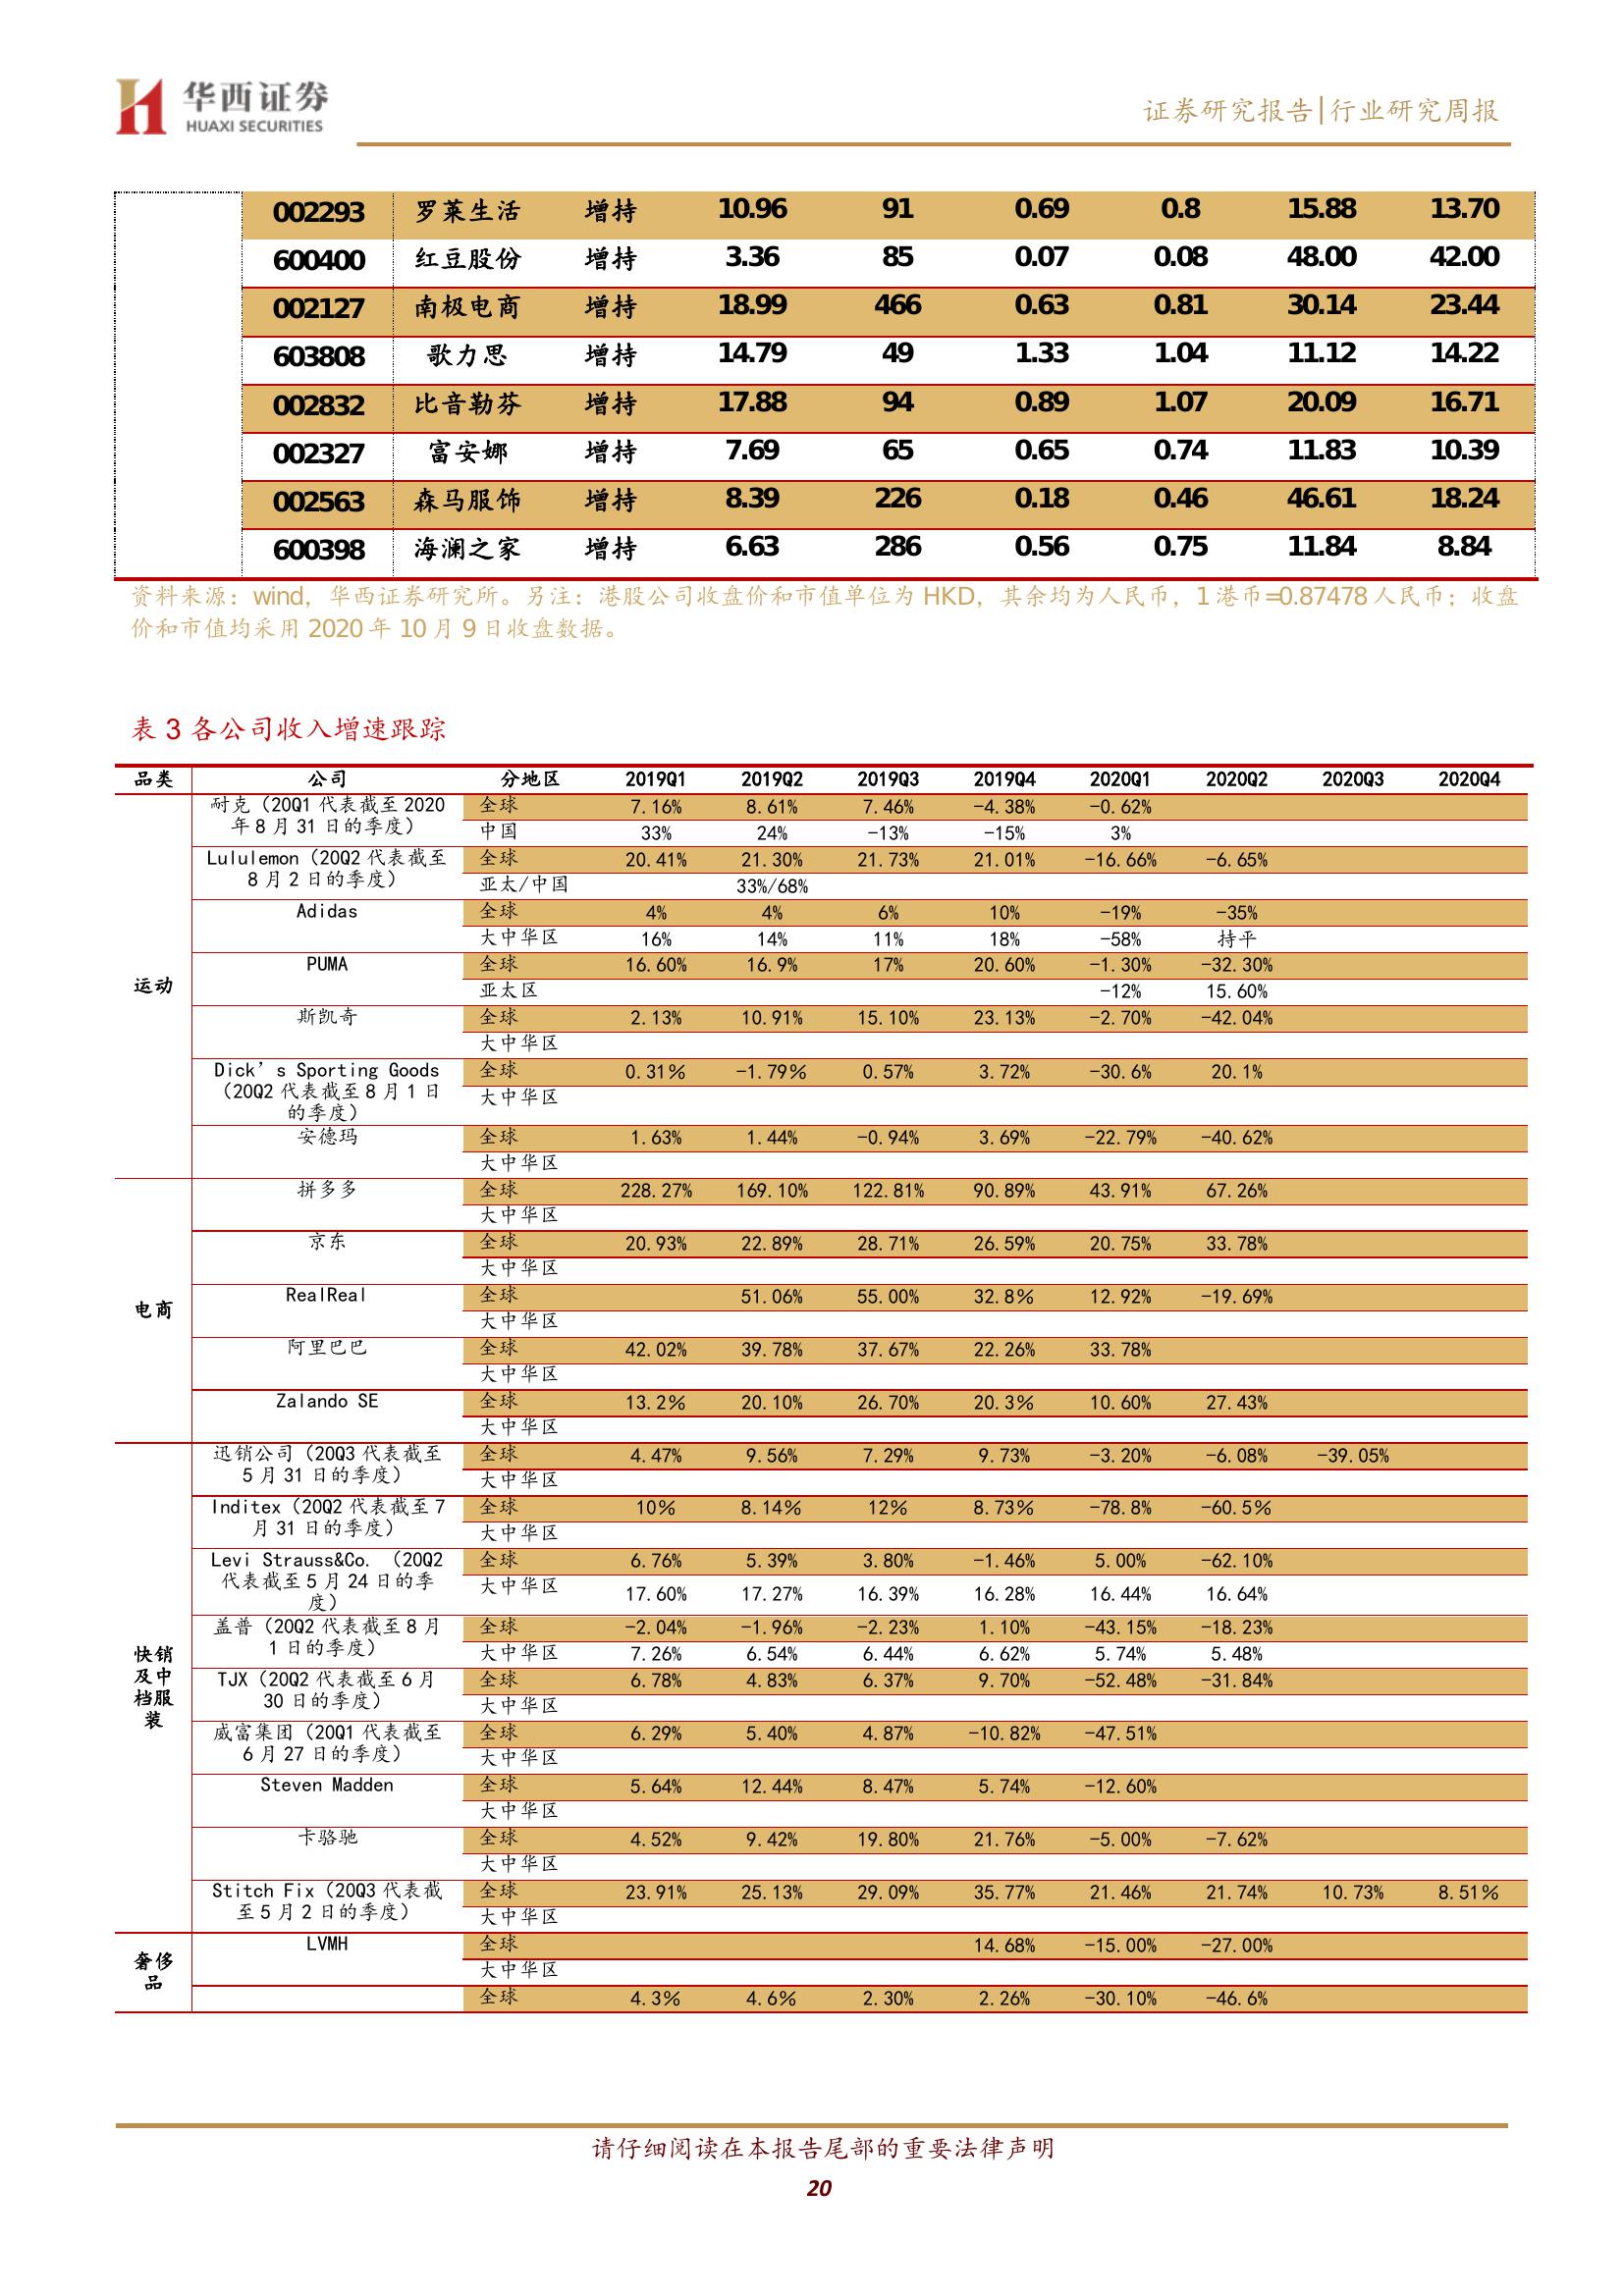 华西证券
HUAXI SECURITIES
证券研究报告|行业研究周报
002293 罗莱生活 增持 10.96 91 0.69 0.8 15.88 13.70
600400 红豆股份 增持 3.36 85 0.07 0.08 48.00 42.00
002127 南极电商 增持 18.99 466 0.63 0.81 30.14 23.44
603808 歌力思 增持 14.79 49 1.33 1.04 11.12 14.22
002832 比音勒芬 增持 17.88 94 0.89 1.07 20.09 16.71
002327 富安娜 增持 7.69 65 0.65 0.74 11.83 10.39
002563 森马服饰 增持 8.39 226 0.18 0.46 46.61 18.24
600398 海澜之家 增持 6.63 286 0.56 0.75 11.84 8.84
资料来源：wind，华西证券研究所。另注：港股公司收盘价和市值单位为 HKD，其余均为人民币，1 港币=0.87478 人民币；收盘
价和市值均采用 2020 年 10 月 9 日收盘数据。
表 3 各公司收入增速跟踪
品类 公司 分地区 2019Q1 2019Q2 2019Q3 2019Q4 2020Q1 2020Q2 2020Q3 2020Q4
运动
耐克（20Q1 代表截至 2020
年 8 月 31 日的季度）
全球 7.16% 8.61% 7.46% -4.38% -0.62%
中国 33% 24% -13% -15% 3%
Lululemon（20Q2 代表截至
8 月 2 日的季度）
全球 20.41% 21.30% 21.73% 21.01% -16.66% -6.65%
亚太/中国 33%/68%
Adidas 全球 4% 4% 6% 10% -19% -35%
大中华区 16% 14% 11% 18% -58% 持平
PUMA 全球 16.60% 16.9% 17% 20.60% -1.30% -32.30%
亚太区 -12% 15.60%
斯凯奇 全球 2.13% 10.91% 15.10% 23.13% -2.70% -42.04%
大中华区
Dick’s Sporting Goods
（20Q2 代表截至 8 月 1 日
的季度）
全球 0.31% -1.79% 0.57% 3.72% -30.6% 20.1%
大中华区
安德玛 全球 1.63% 1.44% -0.94% 3.69% -22.79% -40.62%
大中华区
电商
拼多多 全球 228.27% 169.10% 122.81% 90.89% 43.91% 67.26%
大中华区
京东 全球 20.93% 22.89% 28.71% 26.59% 20.75% 33.78%
大中华区
RealReal 全球 51.06% 55.00% 32.8% 12.92% -19.69%
大中华区
阿里巴巴 全球 42.02% 39.78% 37.67% 22.26% 33.78%
大中华区
Zalando SE 全球 13.2% 20.10% 26.70% 20.3% 10.60% 27.43%
大中华区
快销
及中
档服
装
迅销公司（20Q3 代表截至
5 月 31 日的季度）
全球 4.47% 9.56% 7.29% 9.73% -3.20% -6.08% -39.05%
大中华区
Inditex（20Q2 代表截至 7
月 31 日的季度）
全球 10% 8.14% 12% 8.73% -78.8% -60.5%
大中华区
Levi Strauss&Co. （20Q2
代表截至 5 月 24 日的季
度）
全球 6.76% 5.39% 3.80% -1.46% 5.00% -62.10%
大中华区 17.60% 17.27% 16.39% 16.28% 16.44% 16.64%
盖普（20Q2 代表截至 8 月
1 日的季度）
全球 -2.04% -1.96% -2.23% 1.10% -43.15% -18.23%
大中华区 7.26% 6.54% 6.44% 6.62% 5.74% 5.48%
TJX（20Q2 代表截至 6 月
30 日的季度）
全球 6.78% 4.83% 6.37% 9.70% -52.48% -31.84%
大中华区
威富集团（20Q1 代表截至
6 月 27 日的季度）
全球 6.29% 5.40% 4.87% -10.82% -47.51%
大中华区
Steven Madden 全球 5.64% 12.44% 8.47% 5.74% -12.60%
大中华区
卡骆驰 全球 4.52% 9.42% 19.80% 21.76% -5.00% -7.62%
大中华区
Stitch Fix（20Q3 代表截
至 5 月 2 日的季度）
全球 23.91% 25.13% 29.09% 35.77% 21.46% 21.74% 10.73% 8.51%
大中华区
奢侈
品
LVMH 全球 14.68% -15.00% -27.00%
大中华区
全球 4.3% 4.6% 2.30% 2.26% -30.10% -46.6%
请仔细阅读在本报告尾部的重要法律声明
20